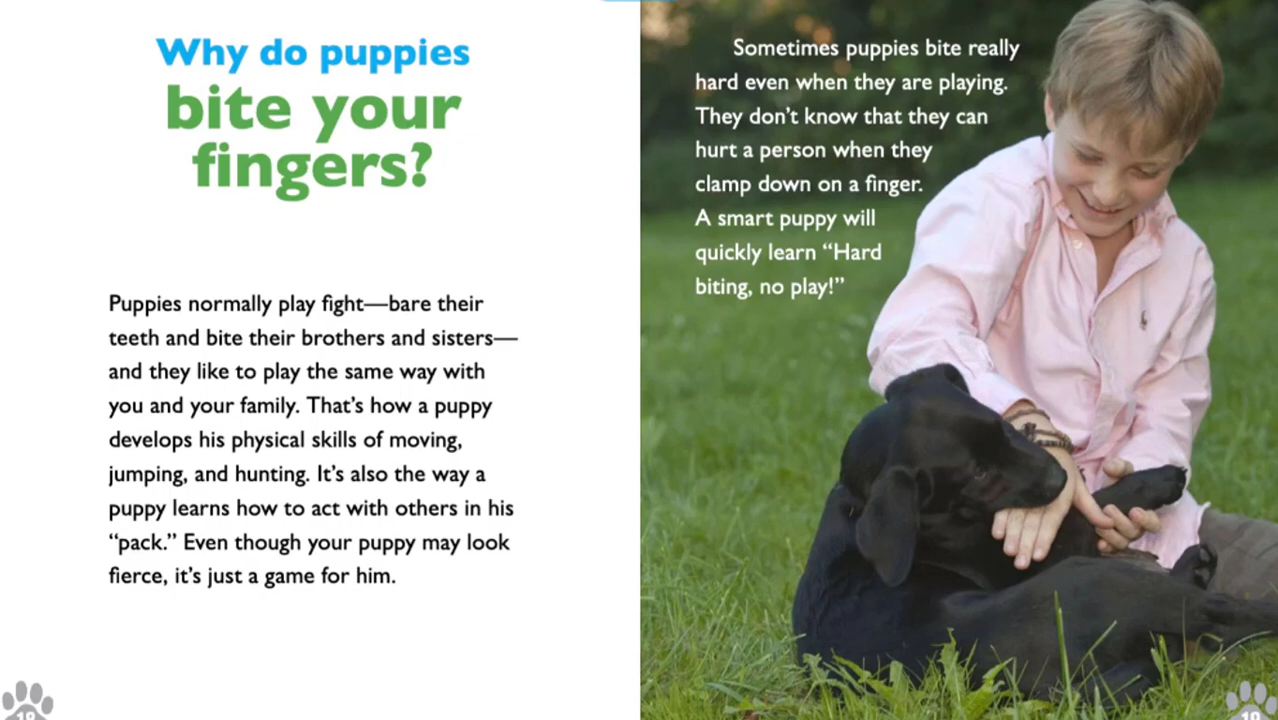 Why do puppies
bite your
fingers?
Puppies normally play fight—bare their
teeth and bite their brothers and sisters—
and they like to play the same way with
you and your family. That’s how a puppy
develops his physical skills of moving,
jumping, and hunting. It’s also the way a
puppy learns how to act with others in his
“pack.” Even though your puppy may look
fierce, it’s just a game for him.
Sometimes puppies bite really
hard even when they are playing.
They don’t know that they can
hurt a person when they
clamp down on a finger.
A smart puppy will
quickly learn “Hard
biting, no play!”